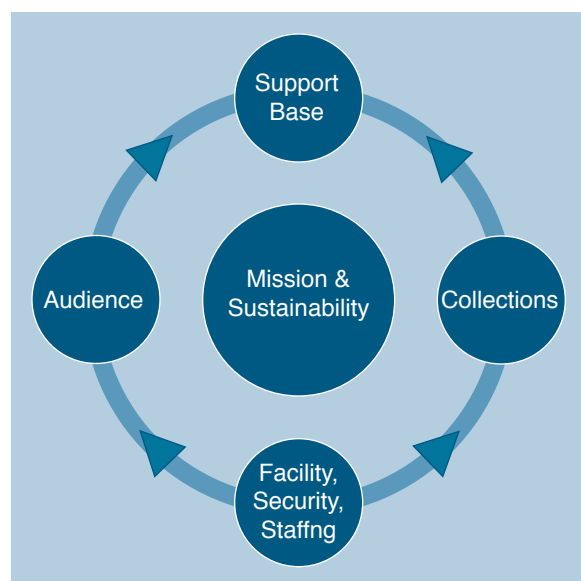 Support
Base
Audience
Mission &
Sustainability
Collections
Facility,
Security,
Staffng